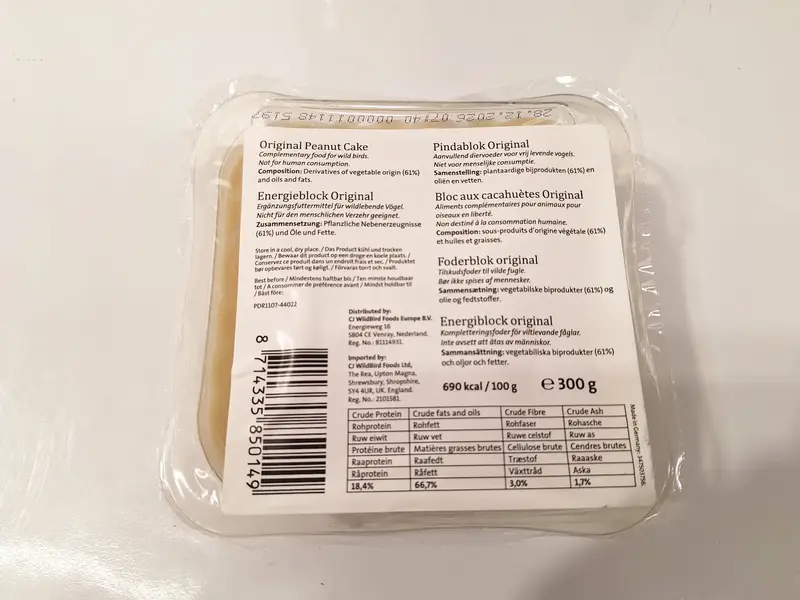 28.12.2026 07140 0000011148 5197
Original Peanut Cake
Complementary food for wild birds.
Not for human consumption.
Composition: Derivatives of vegetable origin (61%)
and oils and fats.
Energieblock Original
Ergänzungsfuttermittel für wildlebende Vögel.
Nicht für den menschlichen Verzehr geeignet.
Zusammensetzung: Pflanzliche Nebenerzeugnisse
(61%) und Öle und Fette.
Store in a cool, dry place. / Das Product kühl und trocken
lagern. / Bewaar dit product op een droge en koele plaats. /
Conservez ce produit dans un endroit frais et sec. / Produktet
bør opbevares tørt og køligt. / Förvaras torrt och svalt.
Best before / Mindestens haltbar bis / Ten minste houdbaar
tot / A consommer de préférence avant / Mindst holdbar til
/ Bäst före:
PDR1107-44022
8 714335 850149
Distributed by:
CJ WildBird Foods Europe B.V.
Energieweg 16
5804 CE Venray, Nederland.
Reg. No.: 81114931.
Imported by:
CJ WildBird Foods Ltd,
The Rea, Upton Magna,
Shrewsbury, Shropshire,
SY4 4UR, UK. England.
Reg. No.: 2101581.
Pindablok Original
Aanvullend diervoeder voor vrij levende vogels.
Niet voor menselijke consumptie.
Samenstelling: plantaardige bijprodukten (61%) en
oliën en vetten.
Bloc aux cacahuètes Original
Aliments complémentaires pour animaux pour
oiseaux en liberté.
Non destiné à la consommation humaine.
Composition: sous-produits d'origine végétale (61%)
et huiles et graisses.
Foderblok original
Tilskudsfoder til vilde fugle.
Bør ikke spises af mennesker.
Sammensætning: vegetabilske biprodukter (61%) og
olie og fedtstoffer.
Energiblock original
Kompletteringsfoder för viltlevande fåglar.
Inte avsett att ätas av människor.
Sammansättning: vegetabiliska biprodukter (61%)
och oljor och fetter.
690 kcal / 100 g e 300 g
Crude Protein Crude fats and oils Crude Fibre Crude Ash
Rohprotein Rohfett Rohfaser Rohasche
Ruw eiwit Ruw vet Ruwe celstof Ruw as
Protéine brute Matières grasses brutes Cellulose brute Cendres brutes
Raaprotein Raafedt Træstof Raaaske
Råprotein Råfett Växttråd Aska
18,4% 66,7% 3,0% 1,7%
Made in Germany: